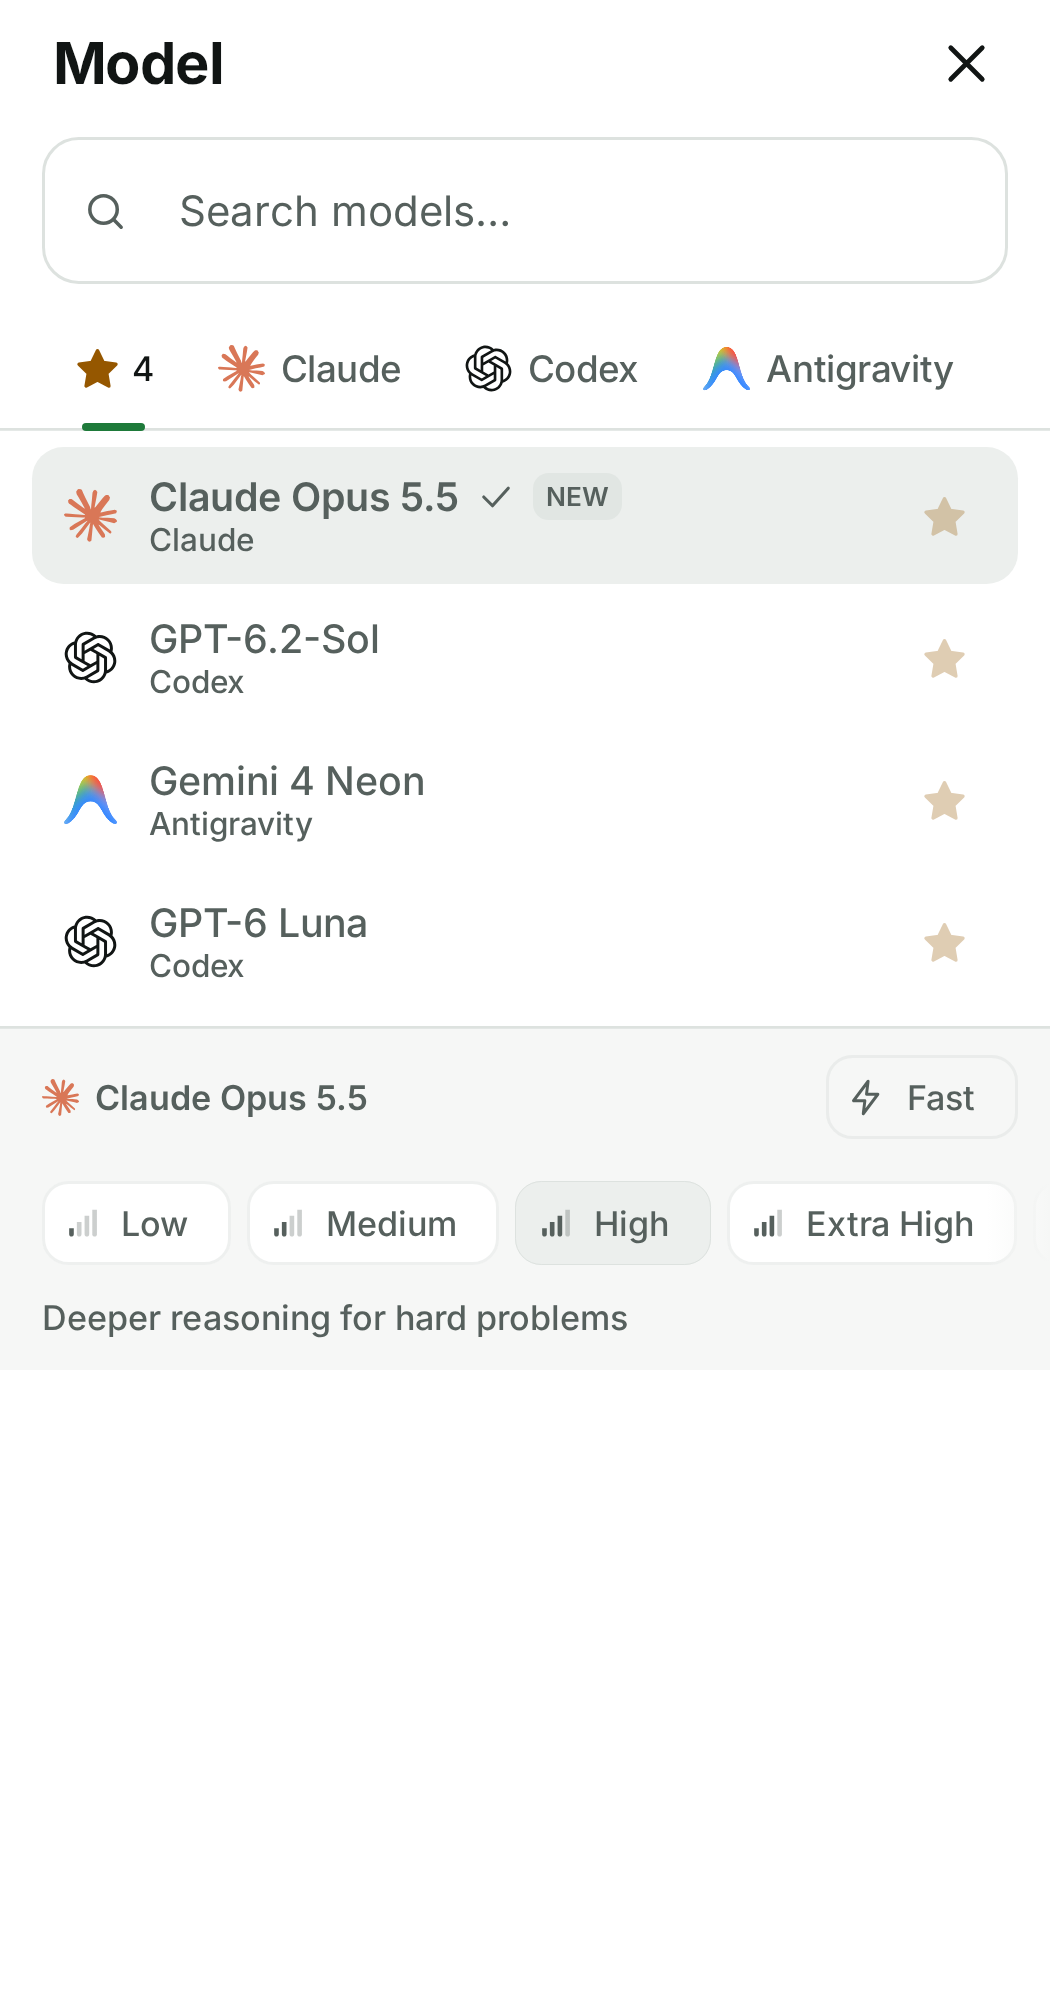 Model
Search models...
4 Claude Codex Antigravity
Claude Opus 5.5 NEW
Claude
GPT-6.2-Sol
Codex
Gemini 4 Neon
Antigravity
GPT-6 Luna
Codex
Claude Opus 5.5 Fast
Low Medium High Extra High
Deeper reasoning for hard problems